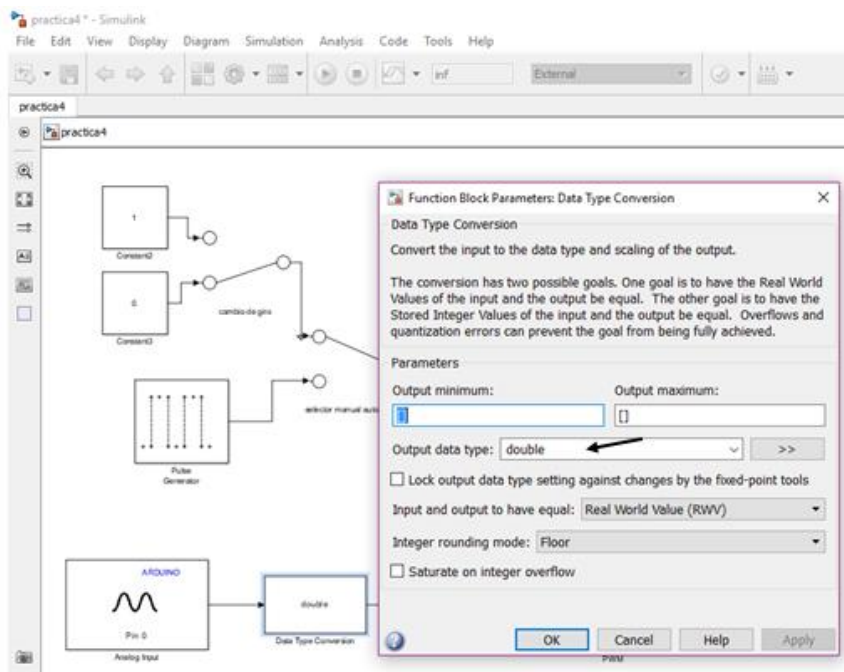 practica4 * - Simulink
File Edit View Display Diagram Simulation Analysis Code Tools Help
inf
External
practica4
practica4
1
Constant2
0
Constant3
cambio de giro
selector manual auto
Pulse
Generator
ARDUINO
Pin 0
Analog Input
double
Data Type Conversion
PWM
Function Block Parameters: Data Type Conversion
Data Type Conversion
Convert the input to the data type and scaling of the output.
The conversion has two possible goals. One goal is to have the Real World
Values of the input and the output be equal. The other goal is to have the
Stored Integer Values of the input and the output be equal. Overflows and
quantization errors can prevent the goal from being fully achieved.
Parameters
Output minimum: Output maximum:
[] []
Output data type: double >>
Lock output data type setting against changes by the fixed-point tools
Input and output to have equal: Real World Value (RWV)
Integer rounding mode: Floor
Saturate on integer overflow
OK Cancel Help Apply